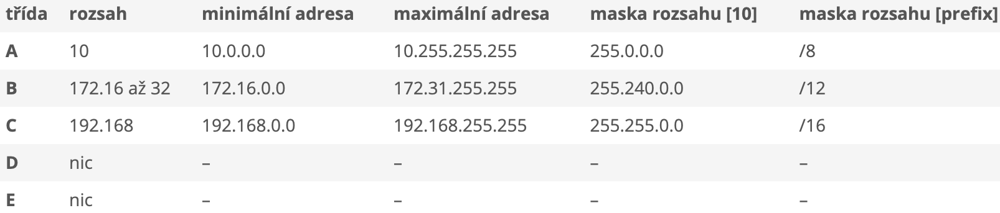 třída rozsah minimální adresa maximální adresa maska rozsahu [10] maska rozsahu [prefix]
A 10 10.0.0.0 10.255.255.255 255.0.0.0 /8
B 172.16 až 32 172.16.0.0 172.31.255.255 255.240.0.0 /12
C 192.168 192.168.0.0 192.168.255.255 255.255.0.0 /16
D nic – – – –
E nic – – – –